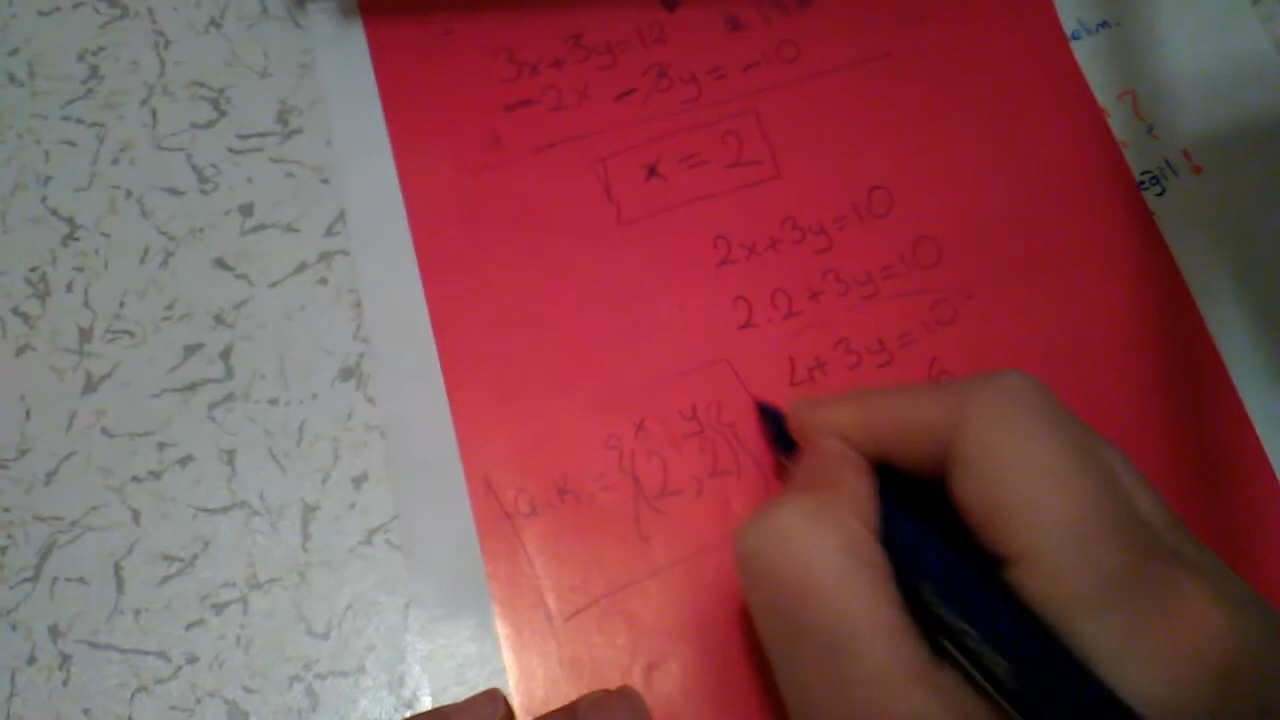 3x+3y=12
-2x -3y=-10
x = 2
2x+3y=10
2.2+3y=10
4+3y=10
6
x y
Ç.K.={(2,2)}
?
!